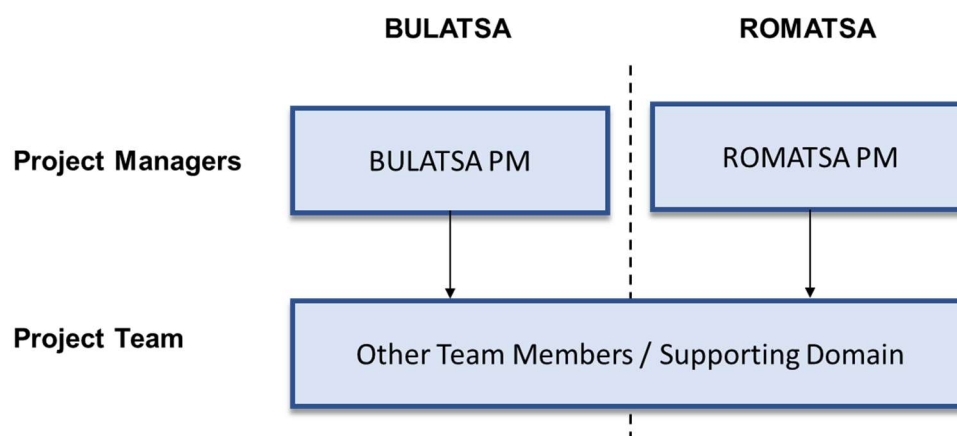 BULATSA ROMATSA
Project Managers BULATSA PM ROMATSA PM
Project Team Other Team Members / Supporting Domain